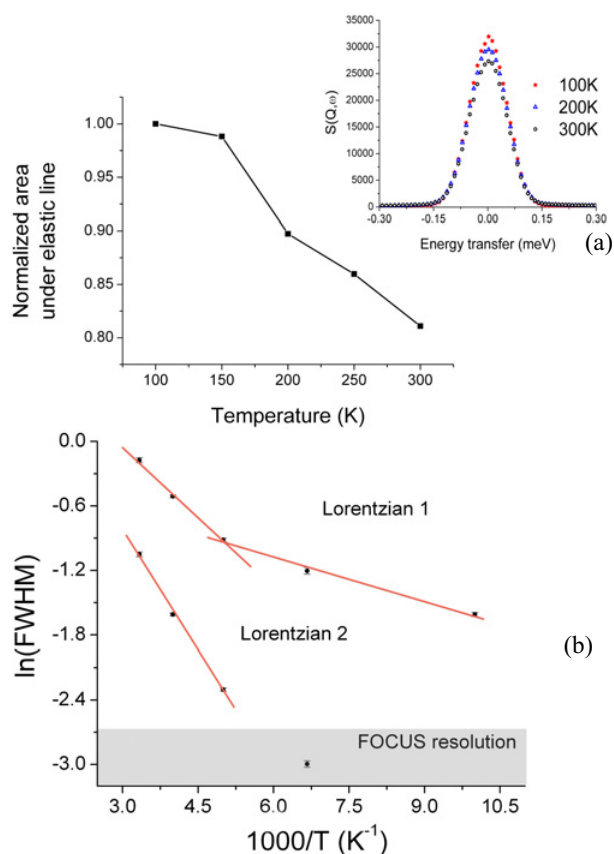 35000
30000
25000
20000
15000
10000
5000
0
S(Q,ω)
100K
200K
300K
-0.30 -0.15 0.00 0.15 0.30
Energy transfer (meV)
(a)
1.00
0.95
0.90
0.85
0.80
Normalized area
under elastic line
100 150 200 250 300
Temperature (K)
0.0
-0.6
-1.2
-1.8
-2.4
-3.0
ln(FWHM)
Lorentzian 1
Lorentzian 2
(b)
FOCUS resolution
3.0 4.5 6.0 7.5 9.0 10.5
1000/T (K⁻¹)